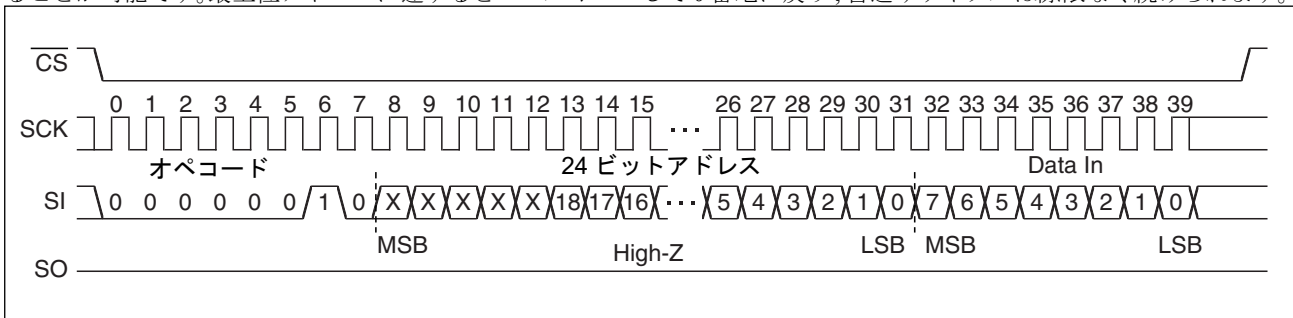 CS
0 1 2 3 4 5 6 7 8 9 10 11 12 13 14 15 26 27 28 29 30 31 32 33 34 35 36 37 38 39
SCK ...
オペコード 24 ビットアドレス Data In
SI 0 0 0 0 0 0 1 0 X X X X X 18 17 16 ... 5 4 3 2 1 0 7 6 5 4 3 2 1 0
MSB High-Z LSB MSB LSB
SO